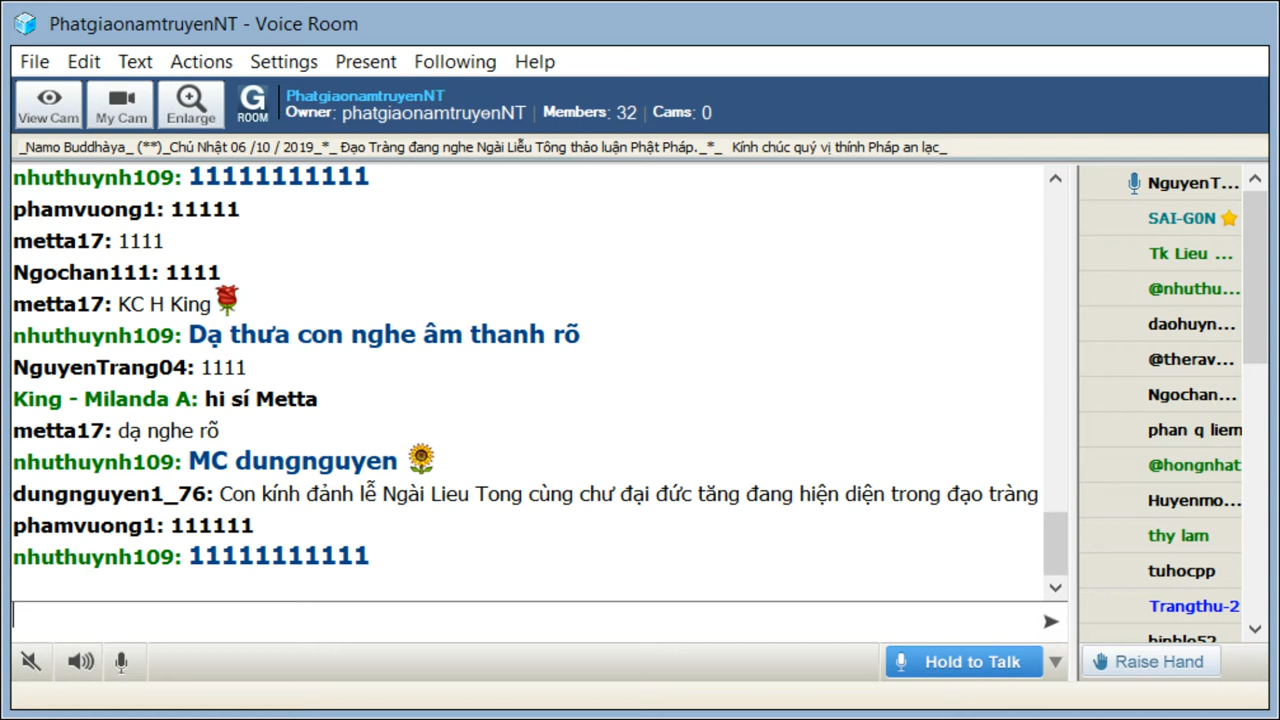 PhatgiaonamtruyenNT - Voice Room
File Edit Text Actions Settings Present Following Help
View Cam My Cam Enlarge G ROOM
PhatgiaonamtruyenNT
Owner: phatgiaonamtruyenNT | Members: 32 | Cams: 0
_Namo Buddhàya_ (**)_Chủ Nhật 06 /10 / 2019_*_ Đạo Tràng đang nghe Ngài Liễu Tông thảo luận Phật Pháp._*_ Kính chúc quý vị thính Pháp an lạc_
nhuthuynh109: 11111111111
phamvuong1: 11111
metta17: 1111
Ngochan111: 1111
metta17: KC H King
nhuthuynh109: Dạ thưa con nghe âm thanh rõ
NguyenTrang04: 1111
King - Milanda A: hi sí Metta
metta17: dạ nghe rõ
nhuthuynh109: MC dungnguyen
dungnguyen1_76: Con kính đảnh lễ Ngài Lieu Tong cùng chư đại đức tăng đang hiện diện trong đạo tràng
phamvuong1: 111111
nhuthuynh109: 11111111111
NguyenT...
SAI-G0N
Tk Lieu ...
@nhuthu...
daohuyn...
@therav...
Ngochan...
phan q liem
@hongnhat
Huyenmo...
thy lam
tuhocpp
Trangthu-2
binhle52
Hold to Talk
Raise Hand